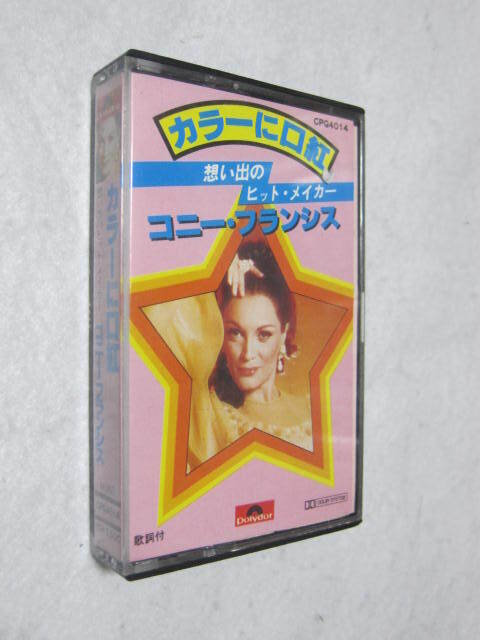 CPG4014
カラーに口紅
想い出の
ヒット・メイカー
コニー・フランシス
Polydor
歌詞付
カラーに口紅
コニー・フランシス